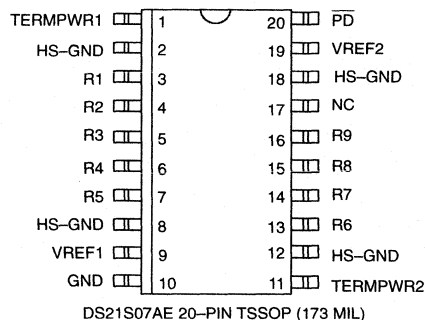 TERMPWR1 1 20 PD
HS–GND 2 19 VREF2
R1 3 18 HS–GND
R2 4 17 NC
R3 5 16 R9
R4 6 15 R8
R5 7 14 R7
HS–GND 8 13 R6
VREF1 9 12 HS–GND
GND 10 11 TERMPWR2
DS21S07AE 20–PIN TSSOP (173 MIL)